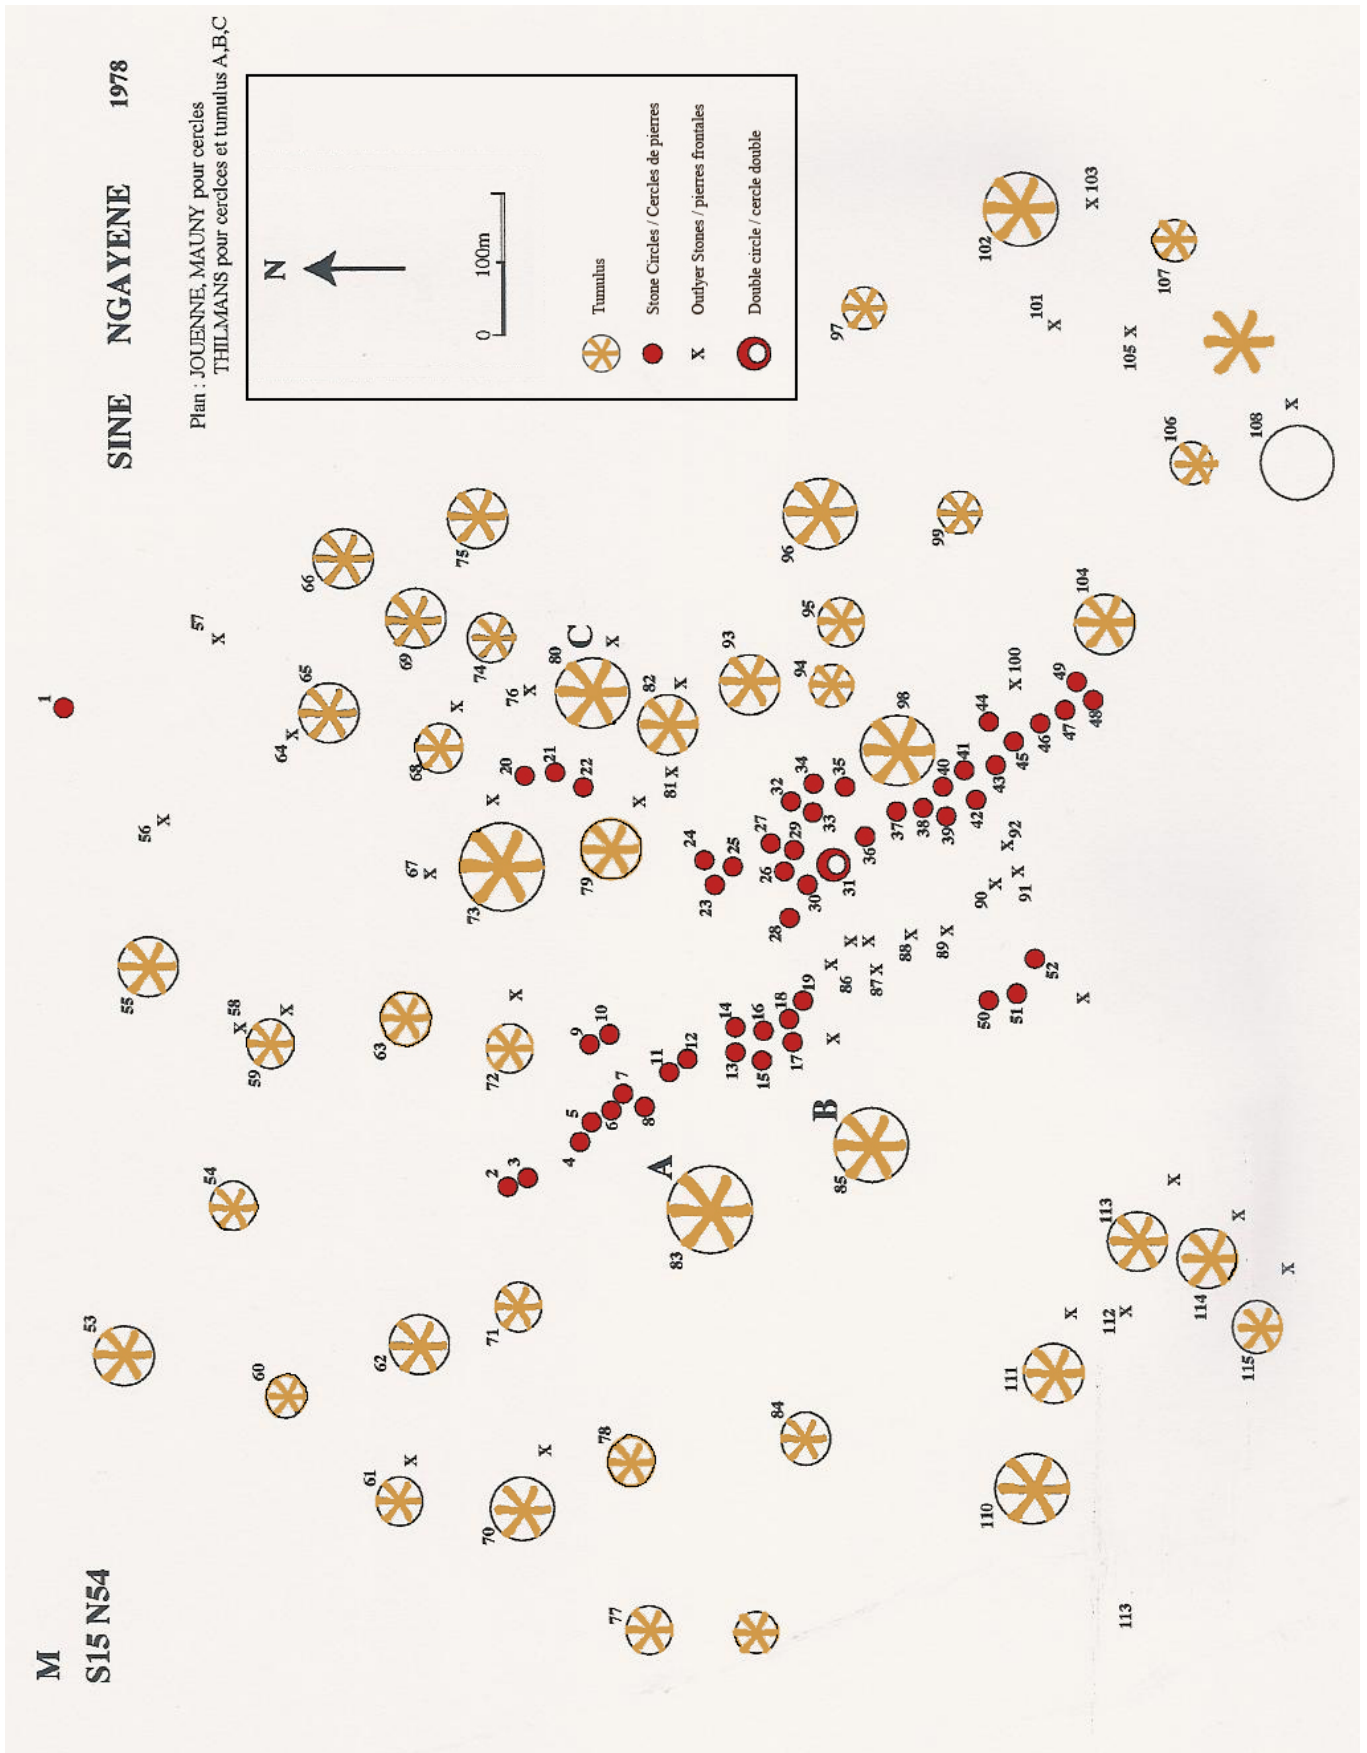 M
S15 N54
SINE NGAYENE 1978
Plan : JOUENNE, MAUNY pour cercles
THILMANS pour cerclces et tumulus A,B,C
N
0 100m
Tumulus
Stone Circles / Cercles de pierres
X Outlyer Stones / pierres frontales
Double circle / cercle double
1
53
55
56 X
57 X
54
58 X
X
59
60
64 X
65
66
61
X
62
63
67 X
68
X
69
75
70
X
71
72
X
73
X
74
76 X
2
3
20
21
22
80
C
X
4
5
6
7
8
9
10
78
77
79
X
81 X
82
X
A
83
11
12
23
24
25
93
13
14
15
16
17
18
19
X
26
27
28
29
30
31
32
33
34
35
36
94
95
96
97
84
B
85
86 X
X
X
87 X
88 X
89 X
37
38
39
40
41
42
43
44
45
46
47
48
49
98
99
90 X
91 X
X 92
X 100
50
51
52
X
101 X
102
X 103
104
105 X
106
107
108
X
110
111
X
112 X
113
X
114
X
115
X
113